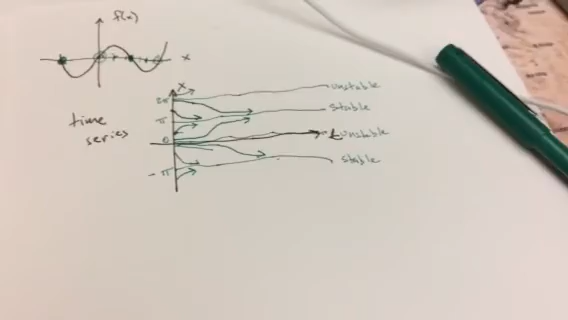 f(x)
x
x
unstable
2π
stable
π
time
series
0
t unstable
stable
-π